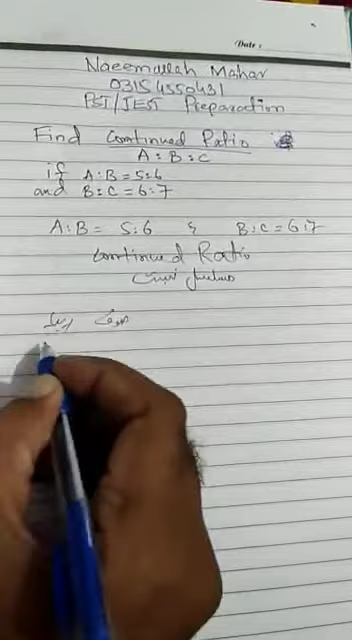 Date:
Naeemullah Mahar
03154550431
PST/JEST Preparation
Find Continued Ratio
A:B:C
if A:B = 5:6
and B:C = 6:7
A:B = 5:6 & B:C = 6:7
Continued Ratio
مسلسل نسبت